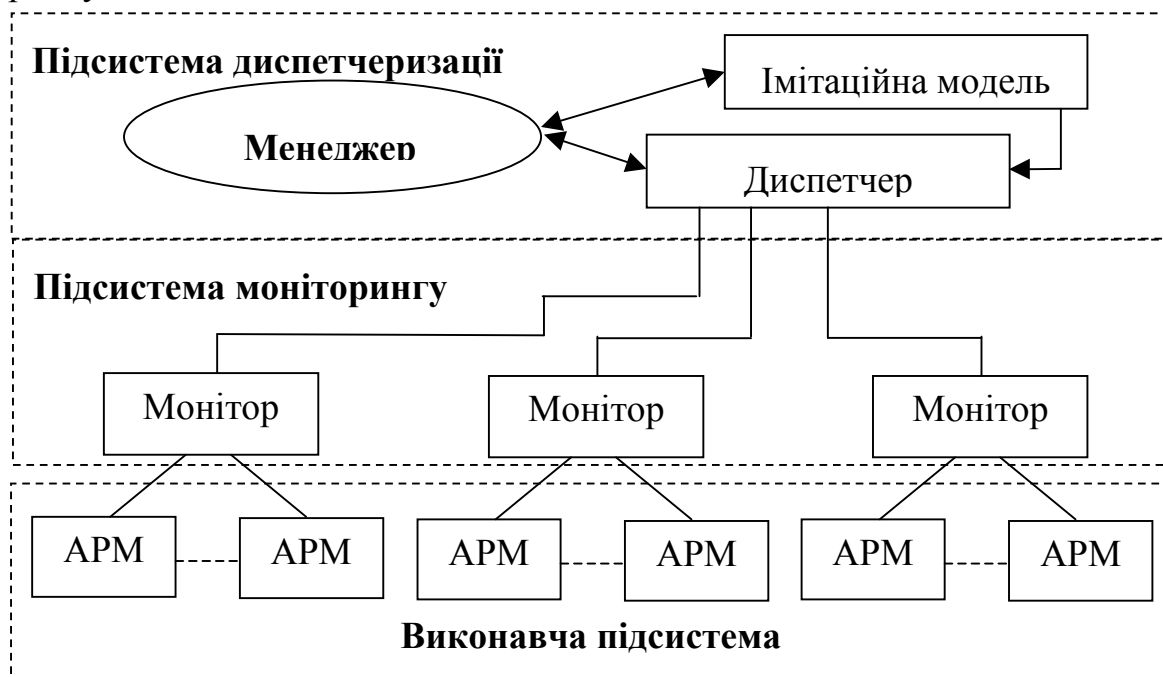 Підсистема диспетчеризації
Імітаційна модель
Менеджер
Диспетчер
Підсистема моніторингу
Монітор
Монітор
Монітор
АРМ
АРМ
АРМ
АРМ
АРМ
АРМ
Виконавча підсистема